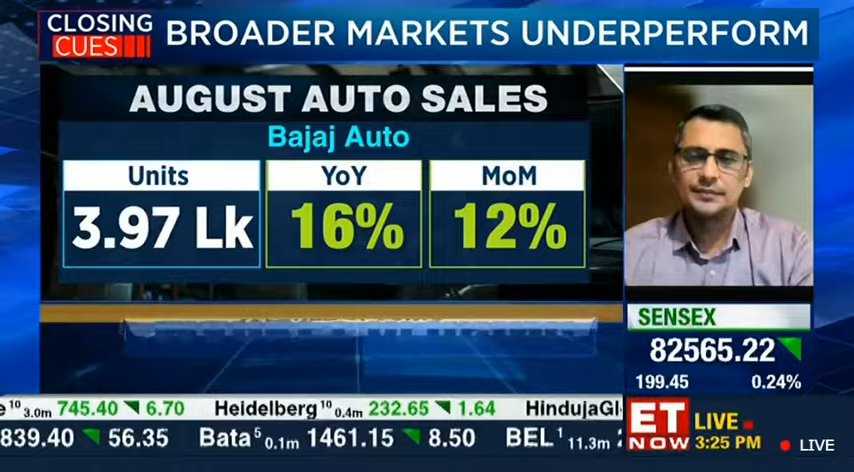 CLOSING
CUES
BROADER MARKETS UNDERPERFORM
AUGUST AUTO SALES
Bajaj Auto
Units YoY MoM
3.97 Lk 16% 12%
SENSEX
82565.22
199.45 0.24%
e 10 3.0m 745.40 6.70 Heidelberg 10 0.4m 232.65 1.64 HindujaGl
839.40 56.35 Bata 5 0.1m 1461.15 8.50 BEL 1 11.3m
ET
NOW
LIVE
3:25 PM
LIVE